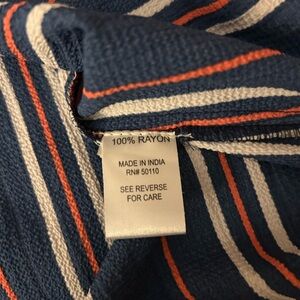 100% RAYON
MADE IN INDIA
RN# 50110
SEE REVERSE
FOR CARE